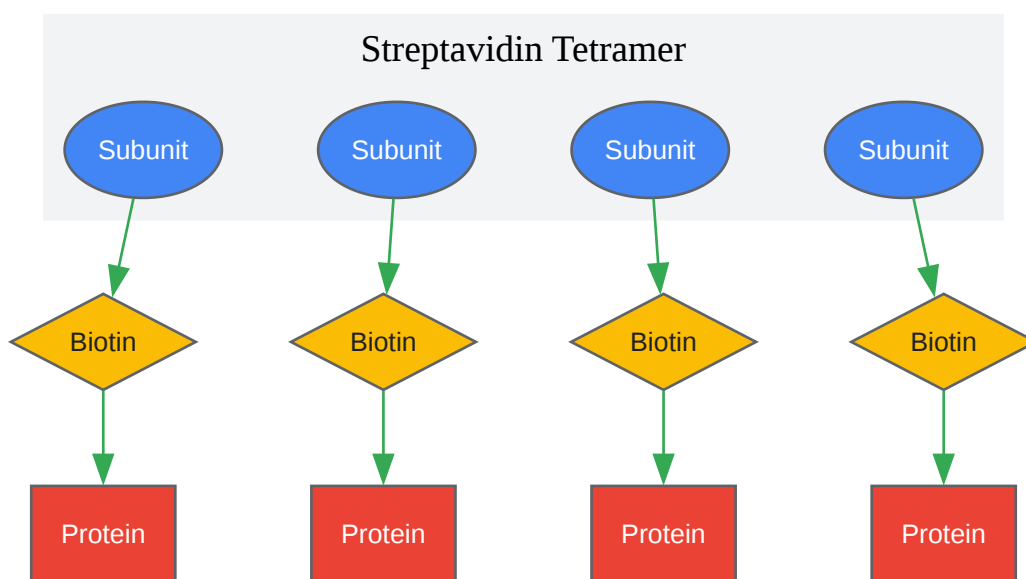 Streptavidin Tetramer
Subunit Subunit Subunit Subunit
Biotin Biotin Biotin Biotin
Protein Protein Protein Protein